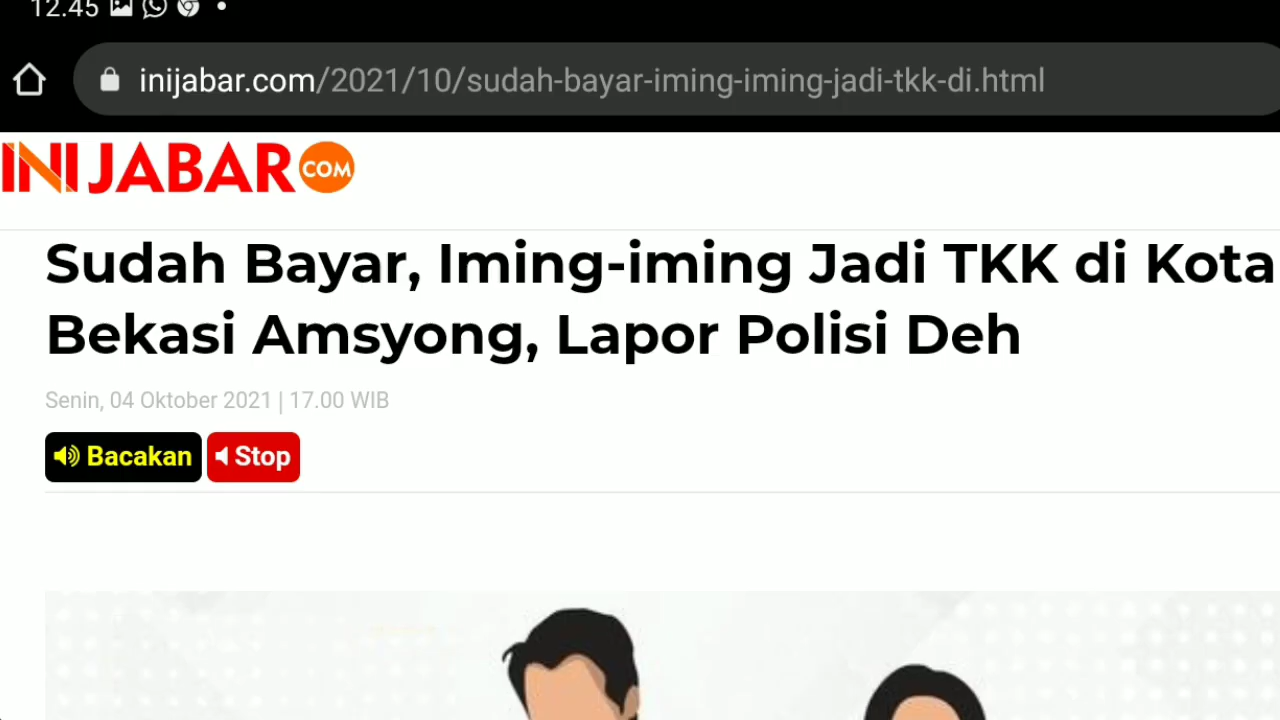 12.45
inijabar.com/2021/10/sudah-bayar-iming-iming-jadi-tkk-di.html
INIJABAR COM
Sudah Bayar, Iming-iming Jadi TKK di Kota
Bekasi Amsyong, Lapor Polisi Deh
Senin, 04 Oktober 2021 | 17.00 WIB
Bacakan Stop